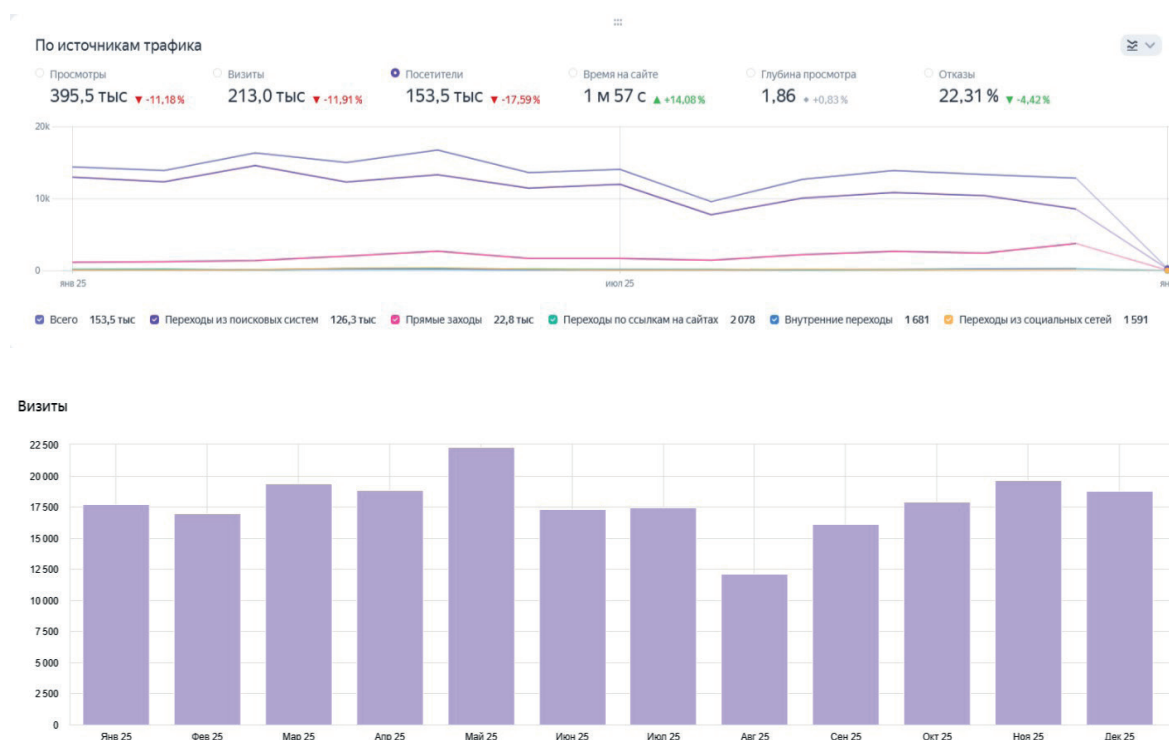 По источникам трафика
Просмотры Визиты Посетители Время на сайте Глубина просмотра Отказы
395,5 тыс ▼ -11,18% 213,0 тыс ▼ -11,91% 153,5 тыс ▼ -17,59% 1 м 57 с ▲ +14,08% 1,86 +0,83% 22,31% ▼ -4,42%
20k
10k
0
янв 25 июл 25
Всего 153,5 тыс Переходы из поисковых систем 126,3 тыс Прямые заходы 22,8 тыс Переходы по ссылкам на сайтах 2 078 Внутренние переходы 1 681 Переходы из социальных сетей 1 591
Визиты
22 500
20 000
17 500
15 000
12 500
10 000
7 500
5 000
2 500
0
Янв 25 Фев 25 Мар 25 Апр 25 Май 25 Июн 25 Июл 25 Авг 25 Сен 25 Окт 25 Ноя 25 Дек 25